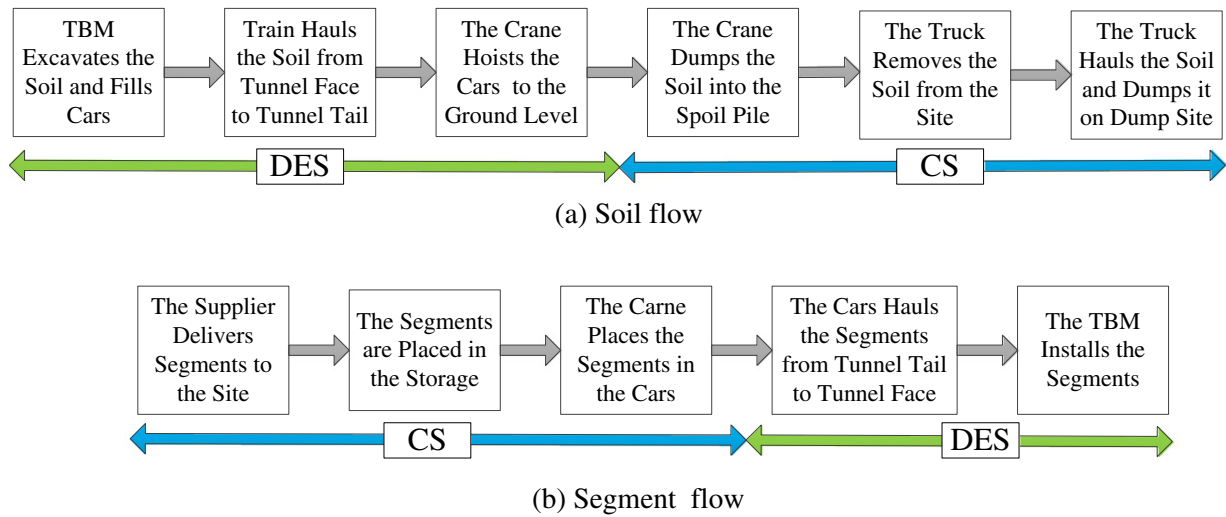 TBM
Excavates the
Soil and Fills
Cars
Train Hauls
the Soil from
Tunnel Face
to Tunnel Tail
The Crane
Hoists the
Cars to the
Ground Level
The Crane
Dumps the
Soil into the
Spoil Pile
The Truck
Removes the
Soil from the
Site
The Truck
Hauls the Soil
and Dumps it
on Dump Site
DES
CS
(a) Soil flow
The Supplier
Delivers
Segments to
the Site
The Segments
are Placed in
the Storage
The Carne
Places the
Segments in
the Cars
The Cars Hauls
the Segments
from Tunnel Tail
to Tunnel Face
The TBM
Installs the
Segments
CS
DES
(b) Segment flow